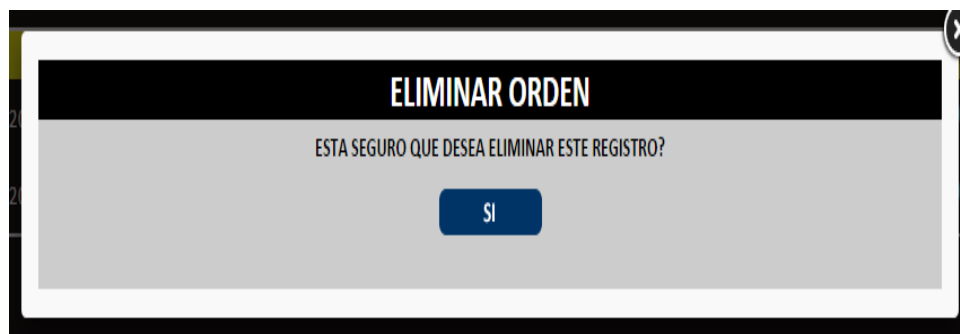 ELIMINAR ORDEN
ESTA SEGURO QUE DESEA ELIMINAR ESTE REGISTRO?
SI